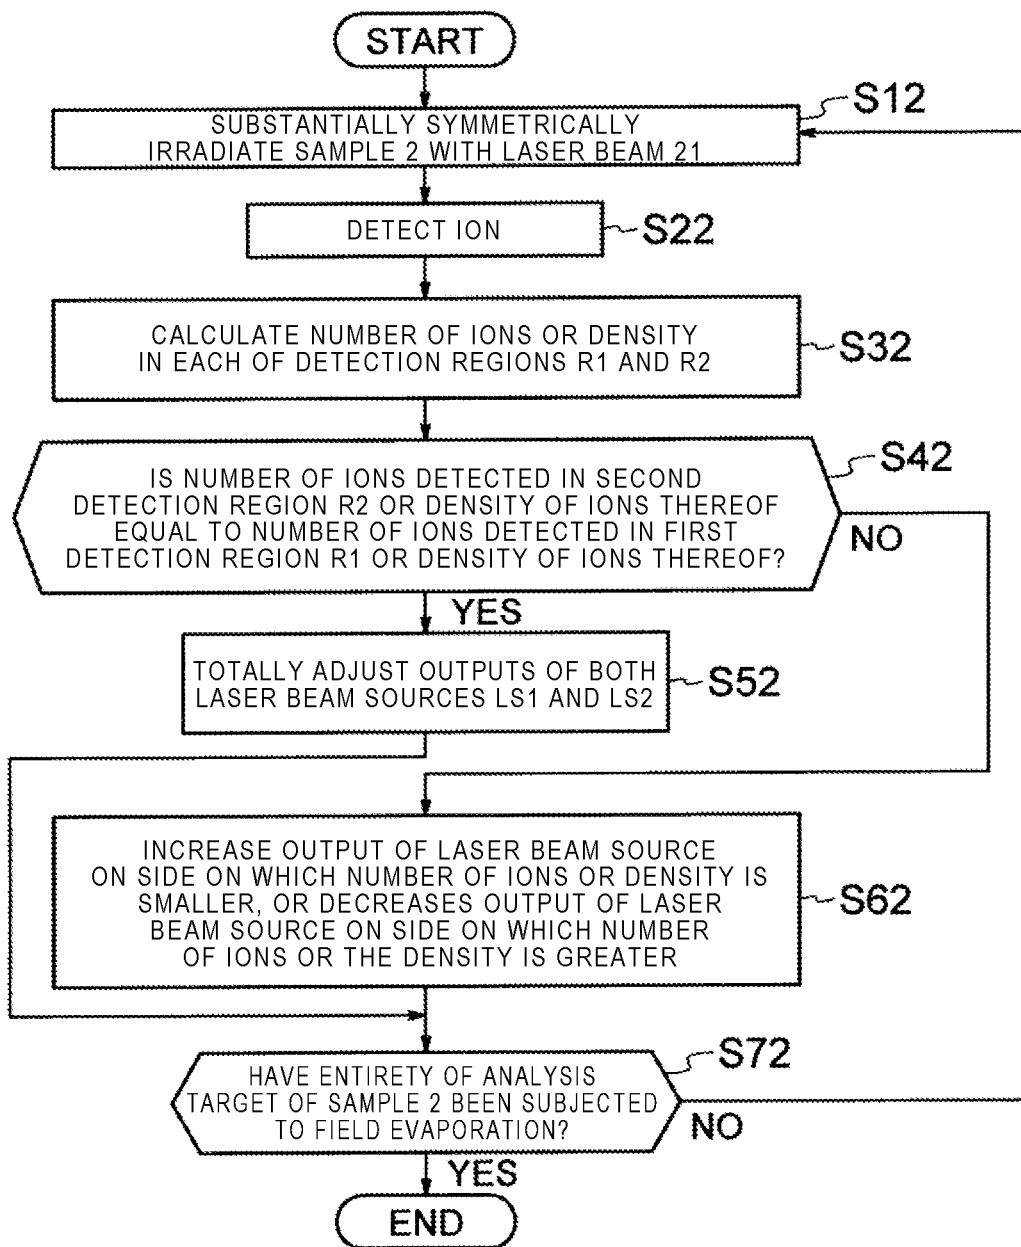 START
S12
SUBSTANTIALLY SYMMETRICALLY
IRRADIATE SAMPLE 2 WITH LASER BEAM 21
DETECT ION
S22
CALCULATE NUMBER OF IONS OR DENSITY
IN EACH OF DETECTION REGIONS R1 AND R2
S32
IS NUMBER OF IONS DETECTED IN SECOND
DETECTION REGION R2 OR DENSITY OF IONS THEREOF
EQUAL TO NUMBER OF IONS DETECTED IN FIRST
DETECTION REGION R1 OR DENSITY OF IONS THEREOF?
S42
NO
YES
TOTALLY ADJUST OUTPUTS OF BOTH
LASER BEAM SOURCES LS1 AND LS2
S52
INCREASE OUTPUT OF LASER BEAM SOURCE
ON SIDE ON WHICH NUMBER OF IONS OR DENSITY IS
SMALLER, OR DECREASES OUTPUT OF LASER
BEAM SOURCE ON SIDE ON WHICH NUMBER
OF IONS OR THE DENSITY IS GREATER
S62
HAVE ENTIRETY OF ANALYSIS
TARGET OF SAMPLE 2 BEEN SUBJECTED
TO FIELD EVAPORATION?
S72
NO
YES
END